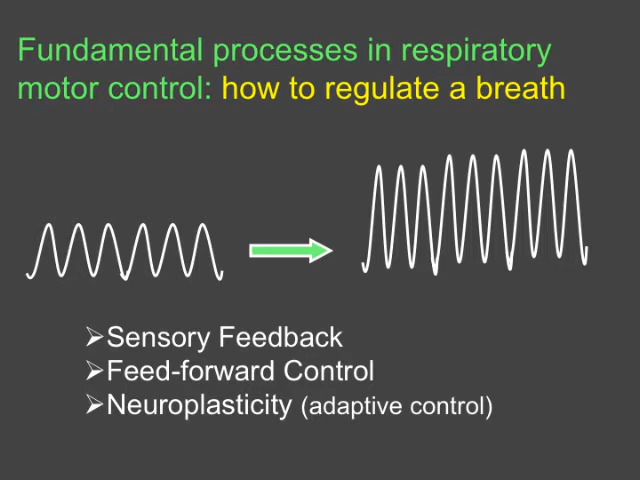 Fundamental processes in respiratory
motor control: how to regulate a breath
➢Sensory Feedback
➢Feed-forward Control
➢Neuroplasticity (adaptive control)